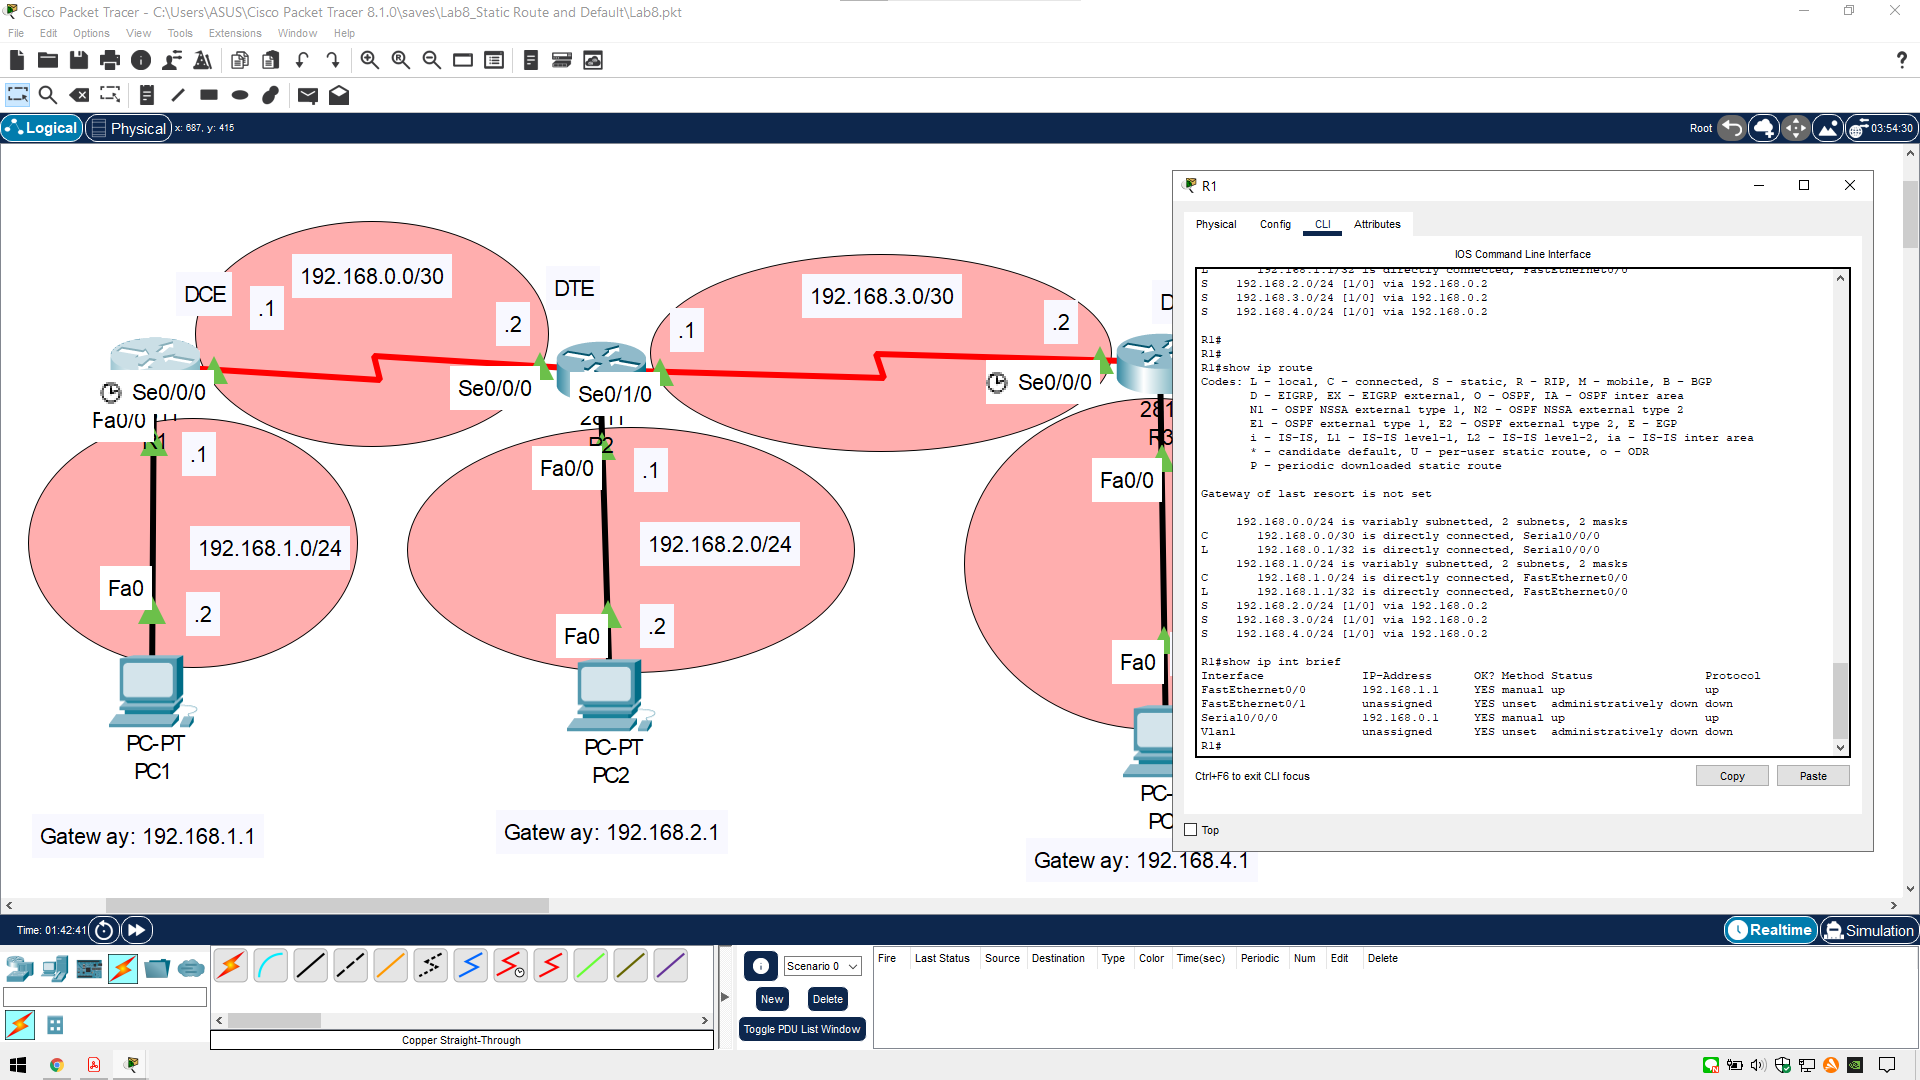 Cisco Packet Tracer - C:\Users\ASUS\Cisco Packet Tracer 8.1.0\saves\Lab8_Static Route and Default\Lab8.pkt
File Edit Options View Tools Extensions Window Help
Logical Physical x: 687, y: 415
Root 03:54:30
192.168.0.0/30
DCE
.1
.2
DTE
Se0/0/0
Se0/0/0
Fa0/0
R1
.1
192.168.1.0/24
Fa0
.2
PC-PT
PC1
Gatew ay: 192.168.1.1
192.168.3.0/30
.1
.2
Se0/1/0
Se0/0/0
2811
R2
Fa0/0
.1
192.168.2.0/24
Fa0
.2
PC-PT
PC2
Gatew ay: 192.168.2.1
D
281
R3
Fa0/0
Fa0
PC-
PC
Gatew ay: 192.168.4.1
R1
Physical Config CLI Attributes
IOS Command Line Interface
L 192.168.1.1/32 is directly connected, FastEthernet0/0
S 192.168.2.0/24 [1/0] via 192.168.0.2
S 192.168.3.0/24 [1/0] via 192.168.0.2
S 192.168.4.0/24 [1/0] via 192.168.0.2
R1#
R1#
R1#show ip route
Codes: L - local, C - connected, S - static, R - RIP, M - mobile, B - BGP
D - EIGRP, EX - EIGRP external, O - OSPF, IA - OSPF inter area
N1 - OSPF NSSA external type 1, N2 - OSPF NSSA external type 2
E1 - OSPF external type 1, E2 - OSPF external type 2, E - EGP
i - IS-IS, L1 - IS-IS level-1, L2 - IS-IS level-2, ia - IS-IS inter area
* - candidate default, U - per-user static route, o - ODR
P - periodic downloaded static route
Gateway of last resort is not set
192.168.0.0/24 is variably subnetted, 2 subnets, 2 masks
C 192.168.0.0/30 is directly connected, Serial0/0/0
L 192.168.0.1/32 is directly connected, Serial0/0/0
192.168.1.0/24 is variably subnetted, 2 subnets, 2 masks
C 192.168.1.0/24 is directly connected, FastEthernet0/0
L 192.168.1.1/32 is directly connected, FastEthernet0/0
S 192.168.2.0/24 [1/0] via 192.168.0.2
S 192.168.3.0/24 [1/0] via 192.168.0.2
S 192.168.4.0/24 [1/0] via 192.168.0.2
R1#show ip int brief
Interface IP-Address OK? Method Status Protocol
FastEthernet0/0 192.168.1.1 YES manual up up
FastEthernet0/1 unassigned YES unset administratively down down
Serial0/0/0 192.168.0.1 YES manual up up
Vlan1 unassigned YES unset administratively down down
R1#
Ctrl+F6 to exit CLI focus
Copy Paste
Top
Time: 01:42:41
Realtime Simulation
Scenario 0
New Delete
Toggle PDU List Window
Fire Last Status Source Destination Type Color Time(sec) Periodic Num Edit Delete
Copper Straight-Through